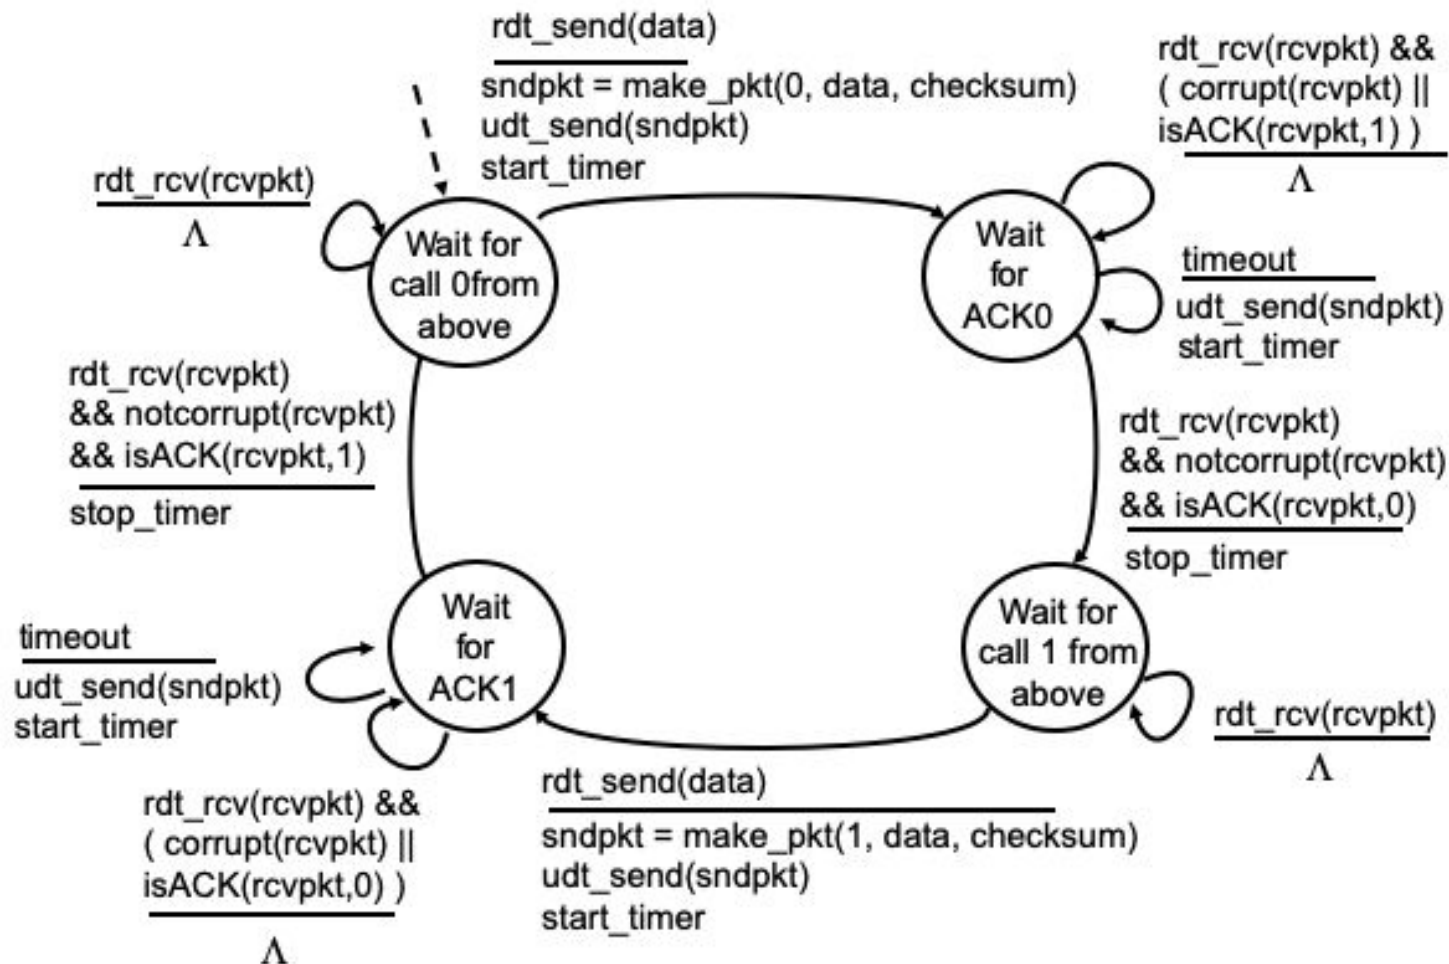 rdt_send(data)
sndpkt = make_pkt(0, data, checksum)
udt_send(sndpkt)
start_timer
rdt_rcv(rcvpkt) &&
( corrupt(rcvpkt) ||
isACK(rcvpkt,1) )
Λ
rdt_rcv(rcvpkt)
Λ
Wait for
call 0from
above
Wait
for
ACK0
timeout
udt_send(sndpkt)
start_timer
rdt_rcv(rcvpkt)
&& notcorrupt(rcvpkt)
&& isACK(rcvpkt,1)
stop_timer
rdt_rcv(rcvpkt)
&& notcorrupt(rcvpkt)
&& isACK(rcvpkt,0)
stop_timer
timeout
udt_send(sndpkt)
start_timer
Wait
for
ACK1
Wait for
call 1 from
above
rdt_rcv(rcvpkt)
Λ
rdt_rcv(rcvpkt) &&
( corrupt(rcvpkt) ||
isACK(rcvpkt,0) )
Λ
rdt_send(data)
sndpkt = make_pkt(1, data, checksum)
udt_send(sndpkt)
start_timer